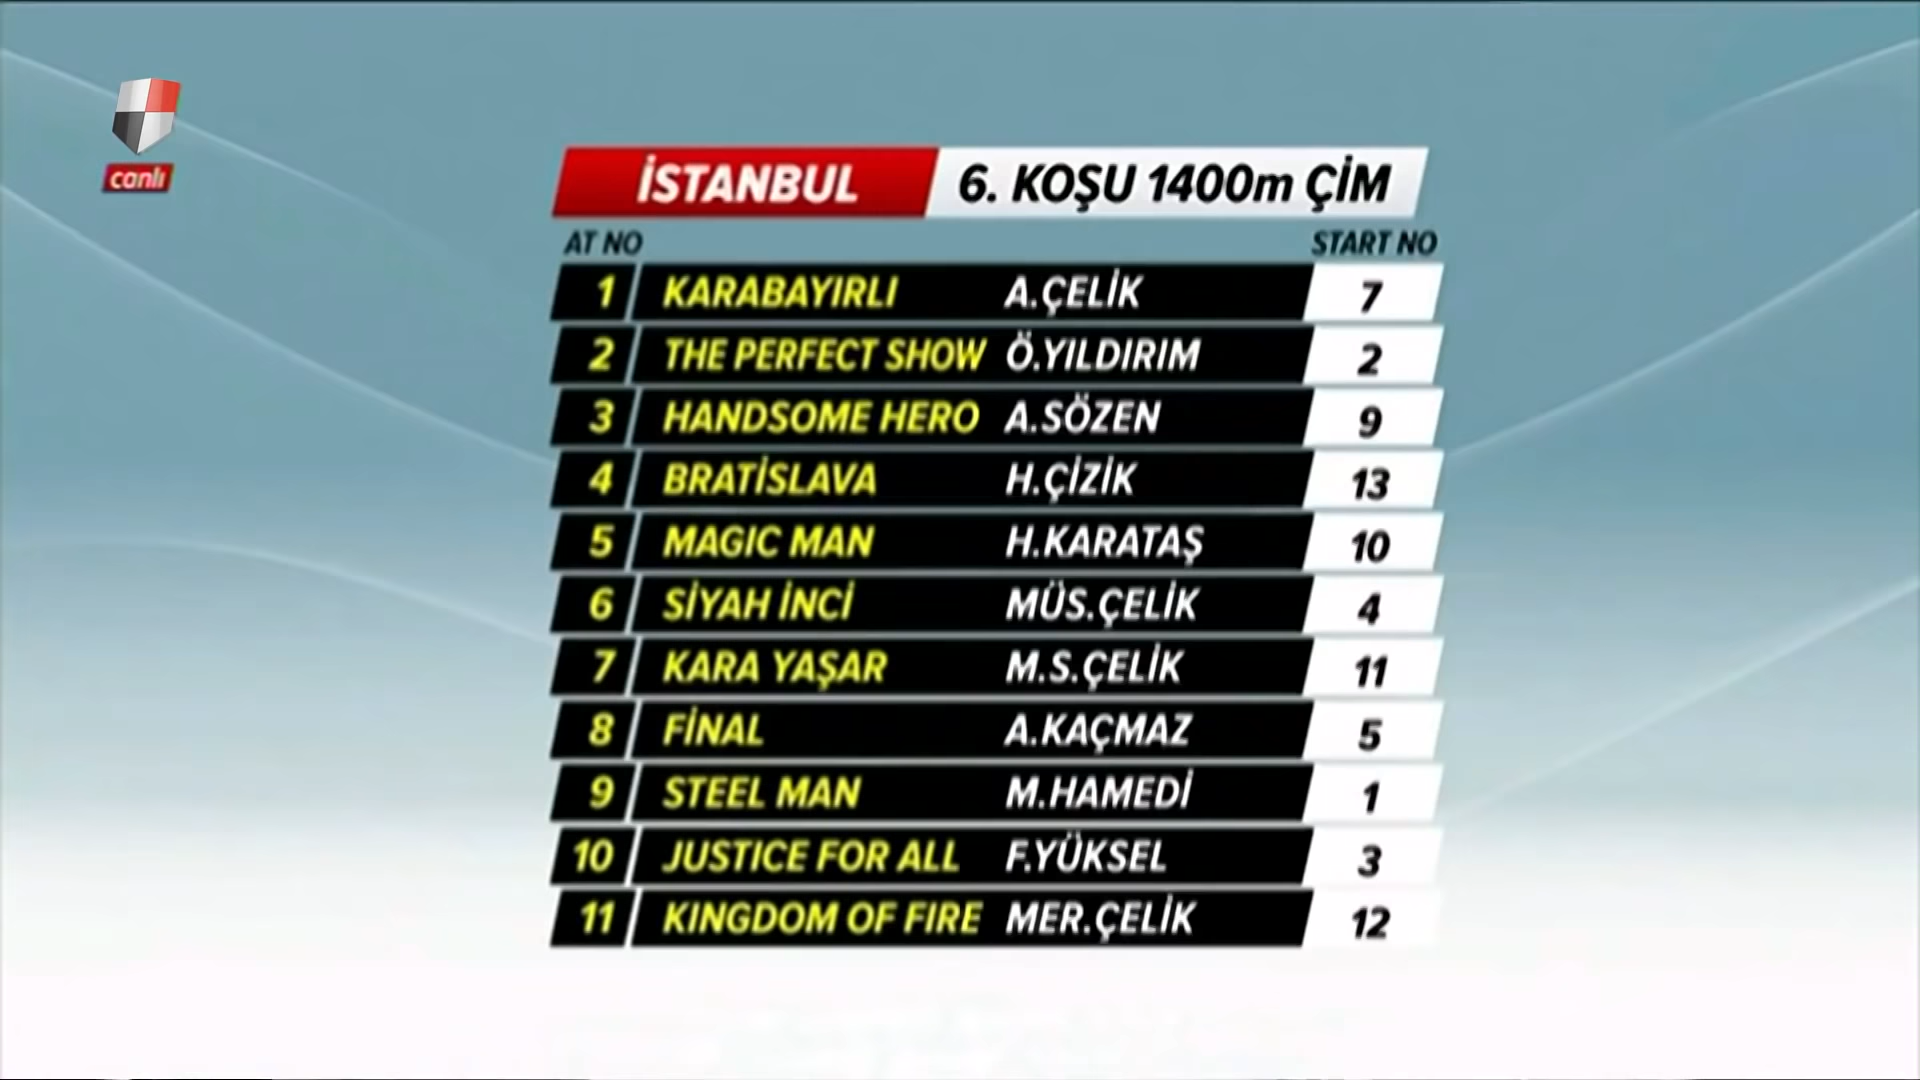 canlı
İSTANBUL 6. KOŞU 1400m ÇİM
AT NO START NO
1 KARABAYIRLI A.ÇELİK 7
2 THE PERFECT SHOW Ö.YILDIRIM 2
3 HANDSOME HERO A.SÖZEN 9
4 BRATİSLAVA H.ÇİZİK 13
5 MAGIC MAN H.KARATAŞ 10
6 SİYAH İNCİ MÜS.ÇELİK 4
7 KARA YAŞAR M.S.ÇELİK 11
8 FİNAL A.KAÇMAZ 5
9 STEEL MAN M.HAMEDİ 1
10 JUSTICE FOR ALL F.YÜKSEL 3
11 KINGDOM OF FIRE MER.ÇELİK 12